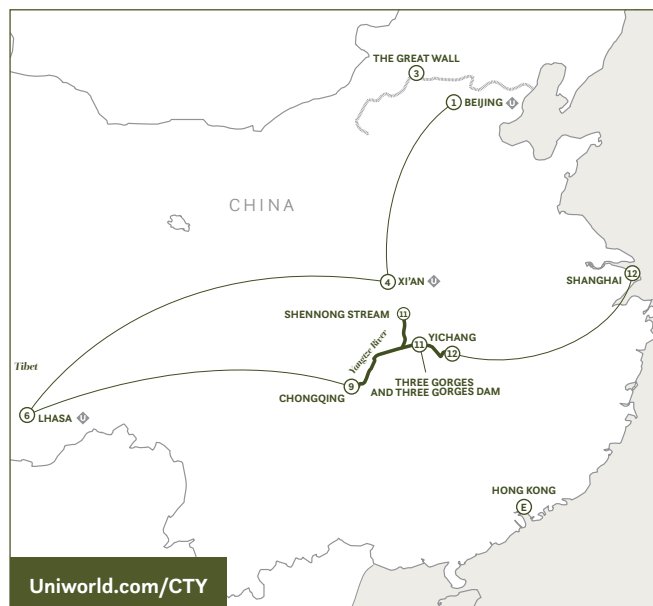 THE GREAT WALL
3
1 BEIJING U
CHINA
4 XI'AN U
12
SHANGHAI
SHENNONG STREAM 11
YICHANG
11
12
Yangtze River
Tibet
THREE GORGES
AND THREE GORGES DAM
9
CHONGQING
6 LHASA U
HONG KONG
E
Uniworld.com/CTY